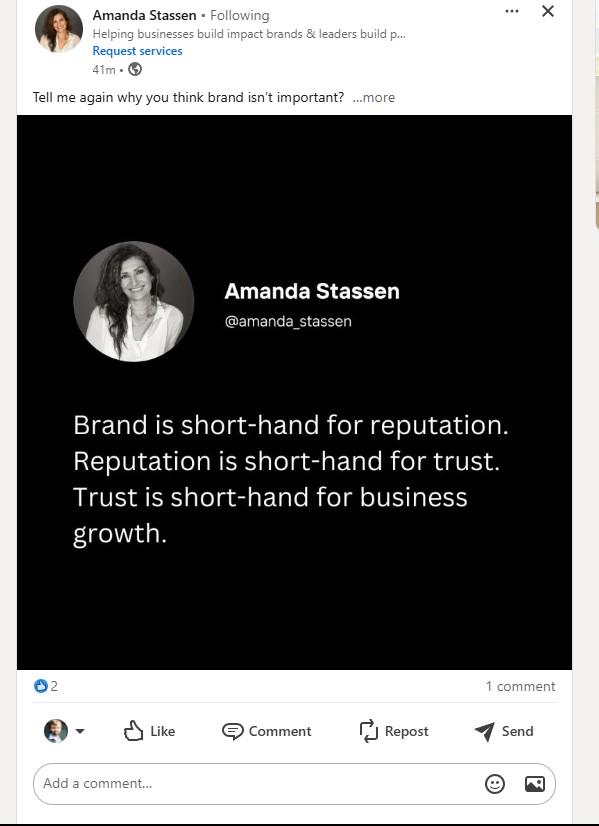 Amanda Stassen • Following
Helping businesses build impact brands & leaders build p...
Request services
41m •
Tell me again why you think brand isn't important? ...more
Amanda Stassen
@amanda_stassen
Brand is short-hand for reputation.
Reputation is short-hand for trust.
Trust is short-hand for business
growth.
2
1 comment
Like
Comment
Repost
Send
Add a comment...